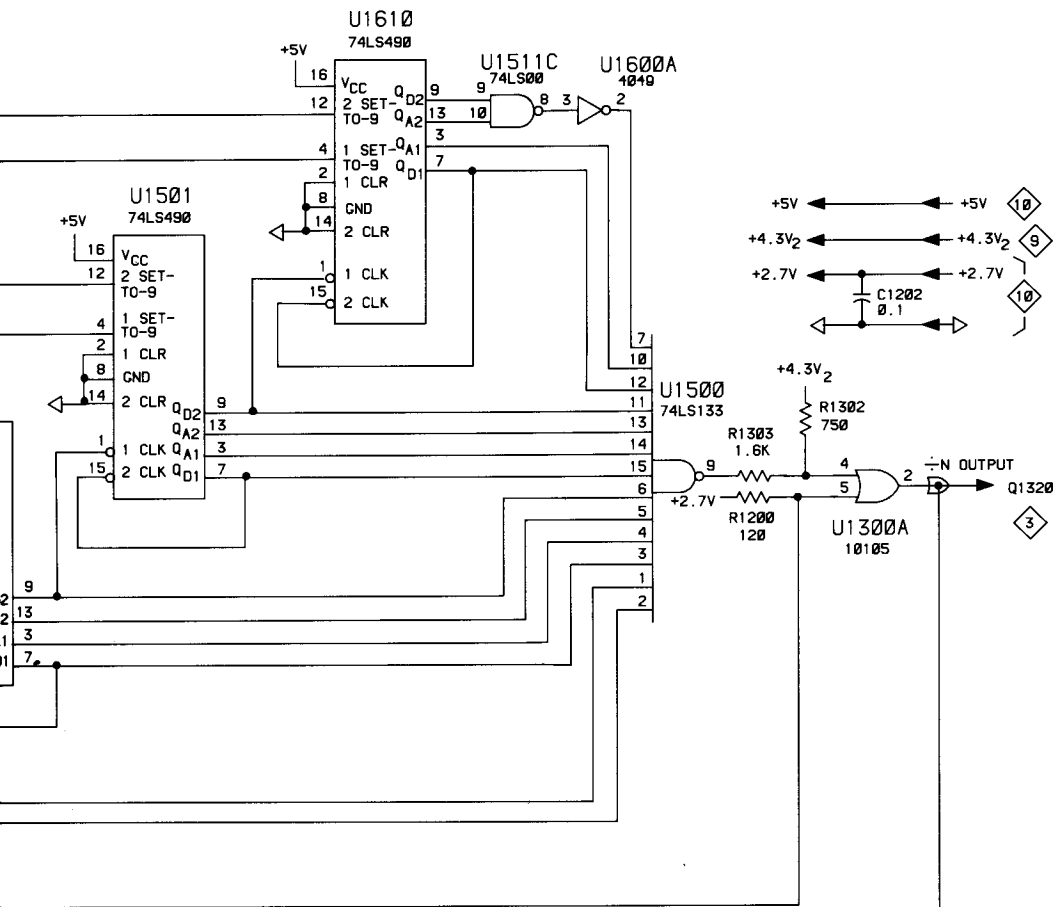 U1610
74LS490
+5V
16 VCC
12 2 SET-TO-9
4 1 SET-TO-9
2 1 CLR
8 GND
14 2 CLR
1 1 CLK
15 2 CLK
QD2 9
QA2 13
QA1 3
QD1 7
U1511C
74LS00
9
10
8
U1600A
4049
3
2
U1501
74LS490
+5V
16 VCC
12 2 SET-TO-9
4 1 SET-TO-9
2 1 CLR
8 GND
14 2 CLR
1 1 CLK
15 2 CLK
QD2 9
QA2 13
QA1 3
QD1 7
+5V +5V 10
+4.3V2 +4.3V2 9
+2.7V +2.7V
C1202
0.1
10
7
10
12
11
13
14
15
6
5
4
3
1
2
U1500
74LS133
9
R1303
1.6K
+4.3V2
R1302
750
+2.7V
R1200
120
4
5
2
U1300A
10105
÷N OUTPUT
Q1320
3
2 9
2 13
1 3
1 7